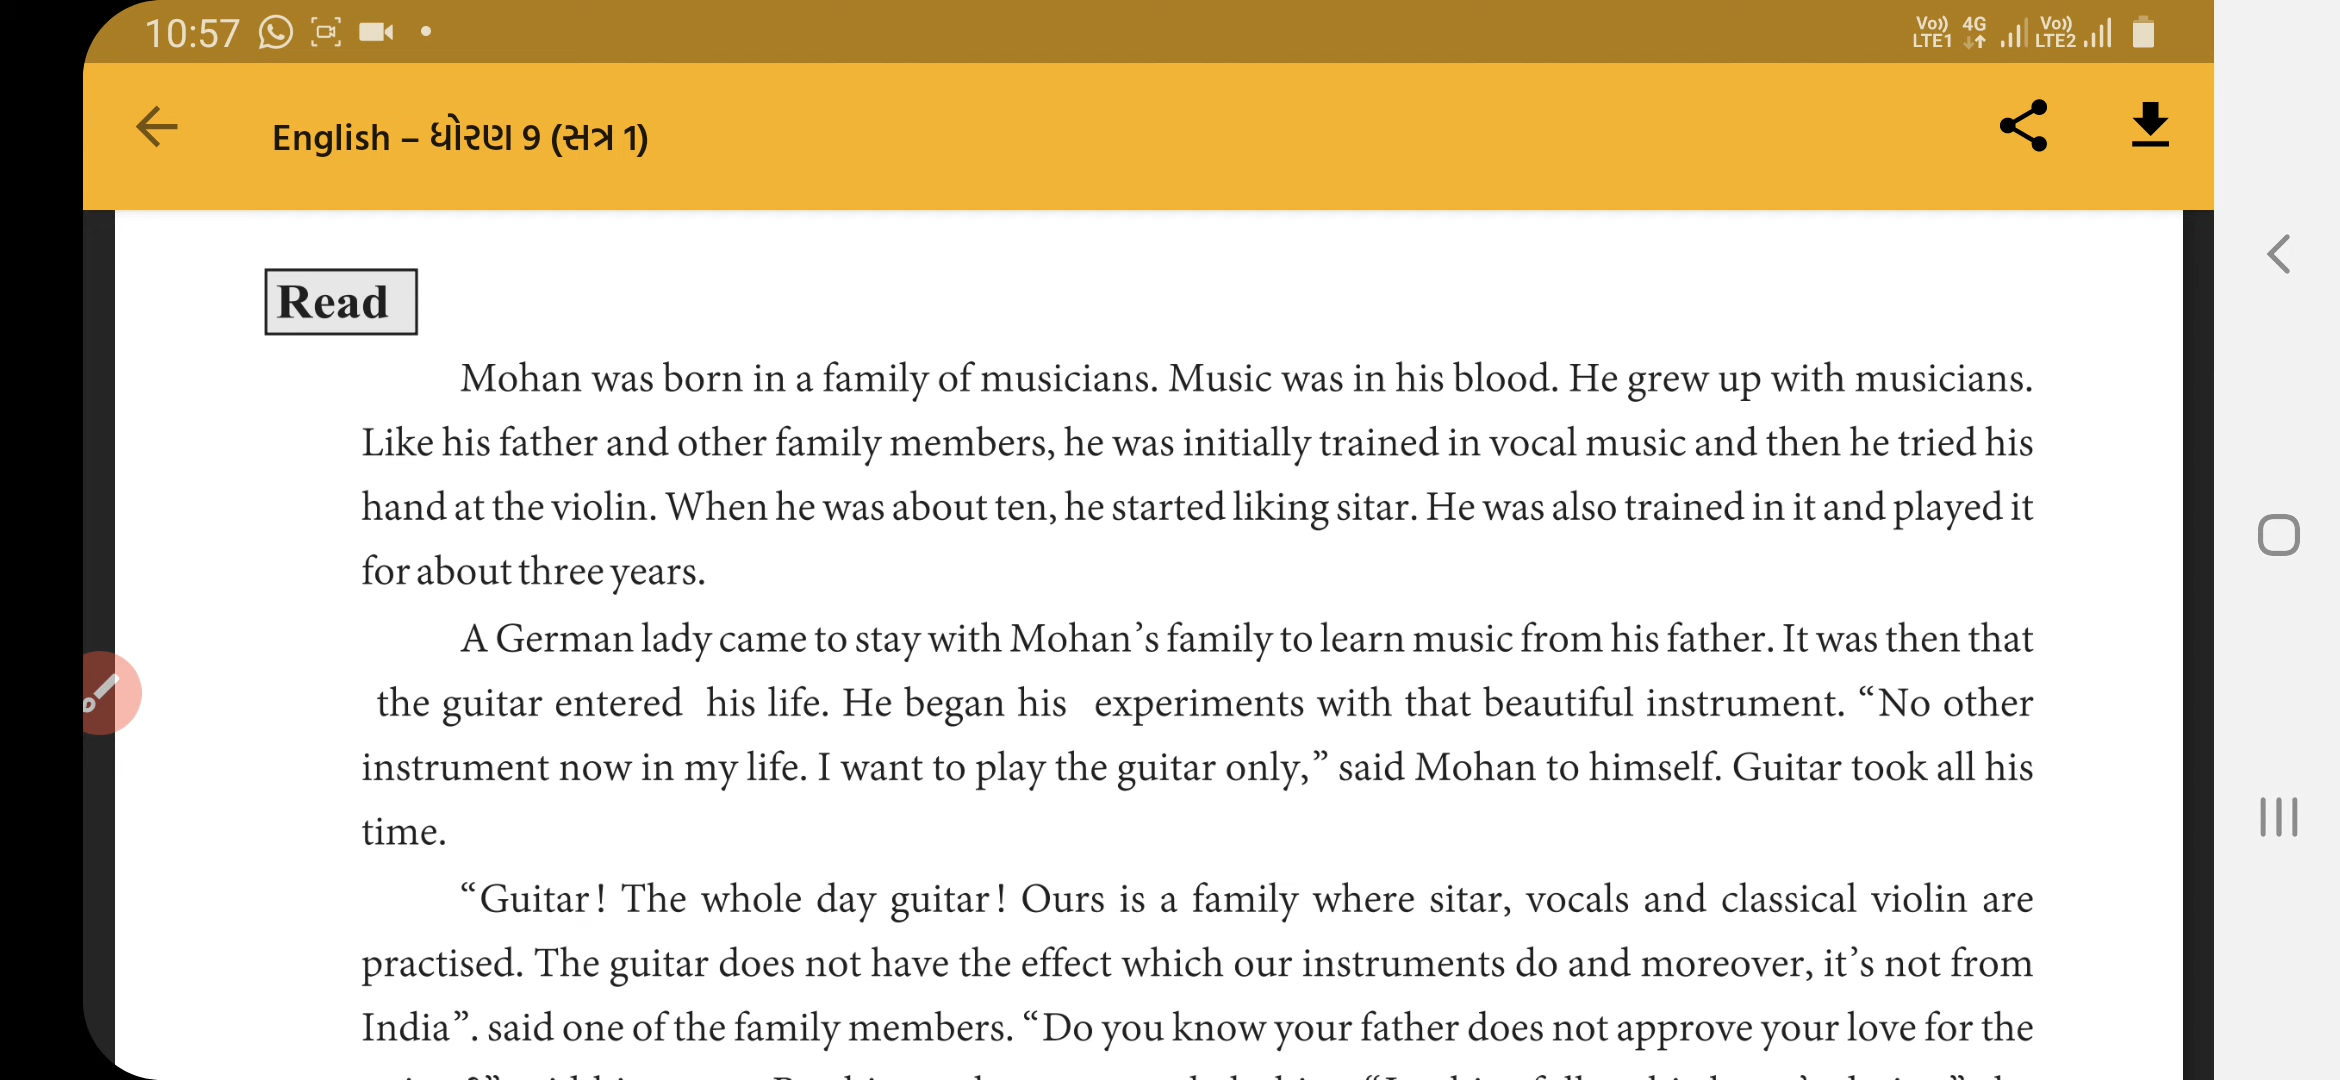 10:57
Vo)) LTE1 4G Vo)) LTE2
English – ધોરણ 9 (સત્ર 1)
Read
Mohan was born in a family of musicians. Music was in his blood. He grew up with musicians.
Like his father and other family members, he was initially trained in vocal music and then he tried his
hand at the violin. When he was about ten, he started liking sitar. He was also trained in it and played it
for about three years.
A German lady came to stay with Mohan’s family to learn music from his father. It was then that
the guitar entered his life. He began his experiments with that beautiful instrument. “No other
instrument now in my life. I want to play the guitar only,” said Mohan to himself. Guitar took all his
time.
“Guitar! The whole day guitar! Ours is a family where sitar, vocals and classical violin are
practised. The guitar does not have the effect which our instruments do and moreover, it’s not from
India”. said one of the family members. “Do you know your father does not approve your love for the